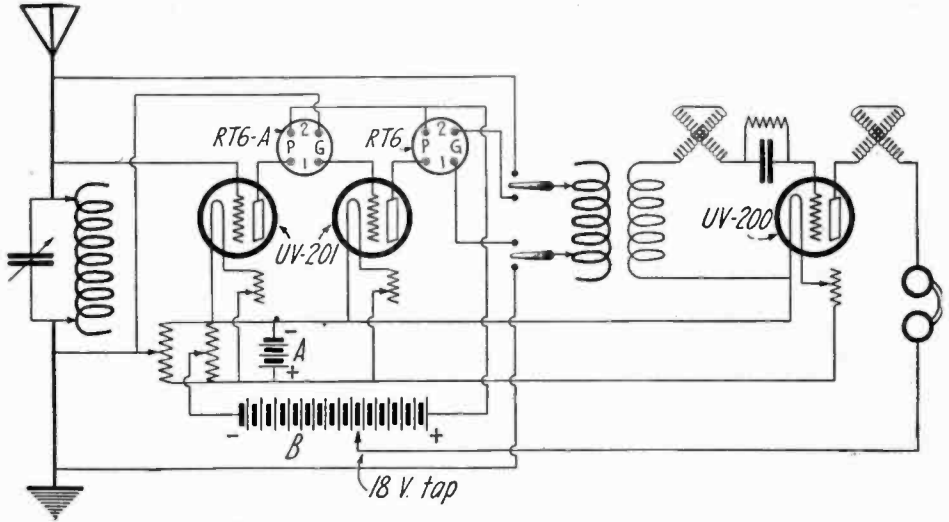 RT6-A
P 2 G
1
RT6
P 2 G
1
UV-201
UV-200
- A +
- B +
18 V. tap